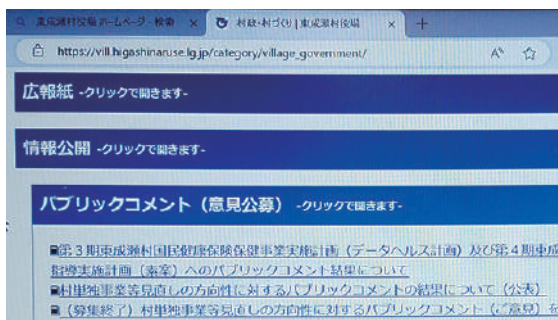 東成瀬村役場 ホームページ - 検索
村政・村づくり | 東成瀬村役場
https://vill.higashinaruse.lg.jp/category/village_government/
広報紙 -クリックで開きます-
情報公開 -クリックで開きます-
パブリックコメント（意見公募） -クリックで開きます-
■第３期東成瀬村国民健康保険保健事業実施計画（データヘルス計画）及び第４期東成
指導実施計画（素案）へのパブリックコメント結果について
■村単独事業等見直しの方向性に対するパブリックコメントの結果について（公表）
■（募集終了）村単独事業等見直しの方向性に対するパブリックコメント（ご意見）を